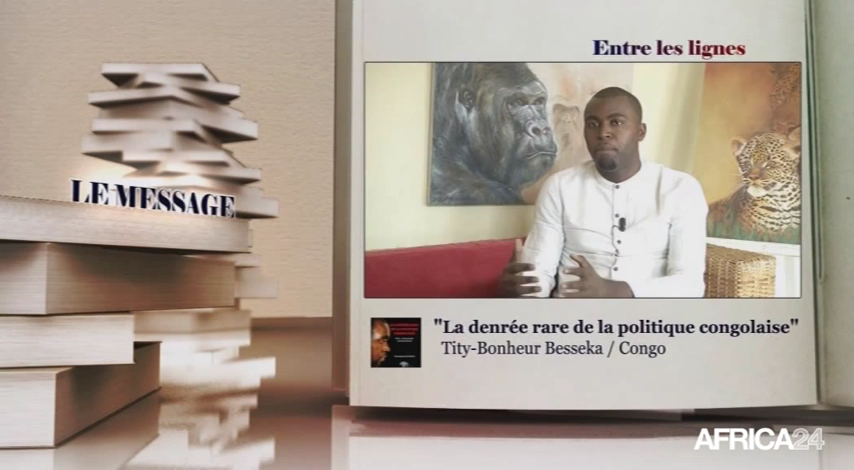 Entre les lignes
LE MESSAGE
"La denrée rare de la politique congolaise"
Tity-Bonheur Besseka / Congo
AFRICA24